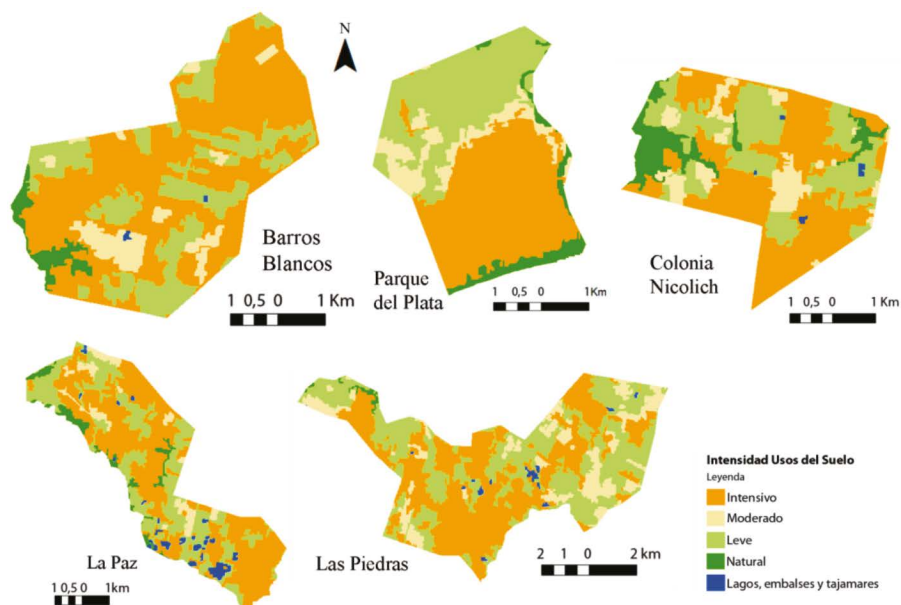 N
Barros
Blancos
1 0,5 0 1 Km
Parque
del Plata
1 0,5 0 1Km
Colonia
Nicolich
1 0,5 0 1 Km
La Paz
1 0,5 0 1km
Las Piedras
2 1 0 2 km
Intensidad Usos del Suelo
Leyenda
Intensivo
Moderado
Leve
Natural
Lagos, embalses y tajamares